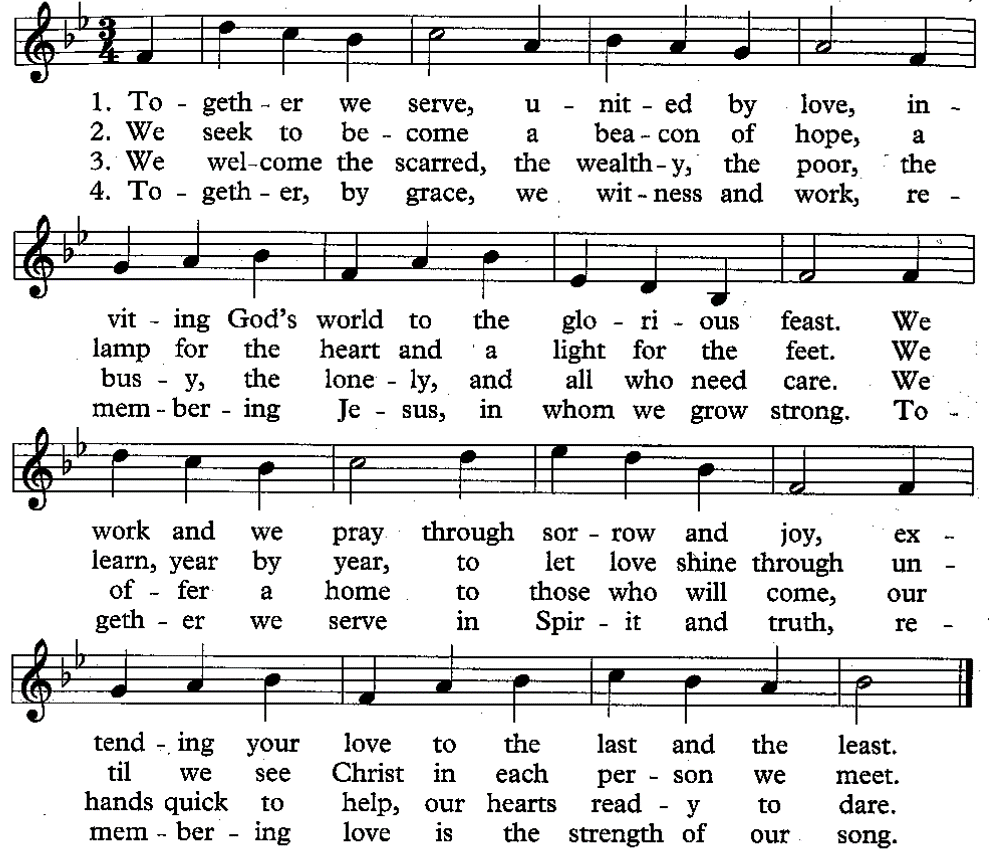 3
4
1. To - geth - er we serve, u - nit - ed by love, in -
2. We seek to be - come a bea - con of hope, a
3. We wel - come the scarred, the wealth - y, the poor, the
4. To - geth - er, by grace, we wit - ness and work, re -
vit - ing God's world to the glo - ri - ous feast. We
lamp for the heart and a light for the feet. We
bus - y, the lone - ly, and all who need care. We
mem - ber - ing Je - sus, in whom we grow strong. To -
work and we pray through sor - row and joy, ex -
learn, year by year, to let love shine through un -
of - fer a home to those who will come, our
geth - er we serve in Spir - it and truth, re -
tend - ing your love to the last and the least.
til we see Christ in each per - son we meet.
hands quick to help, our hearts read - y to dare.
mem - ber - ing love is the strength of our song.